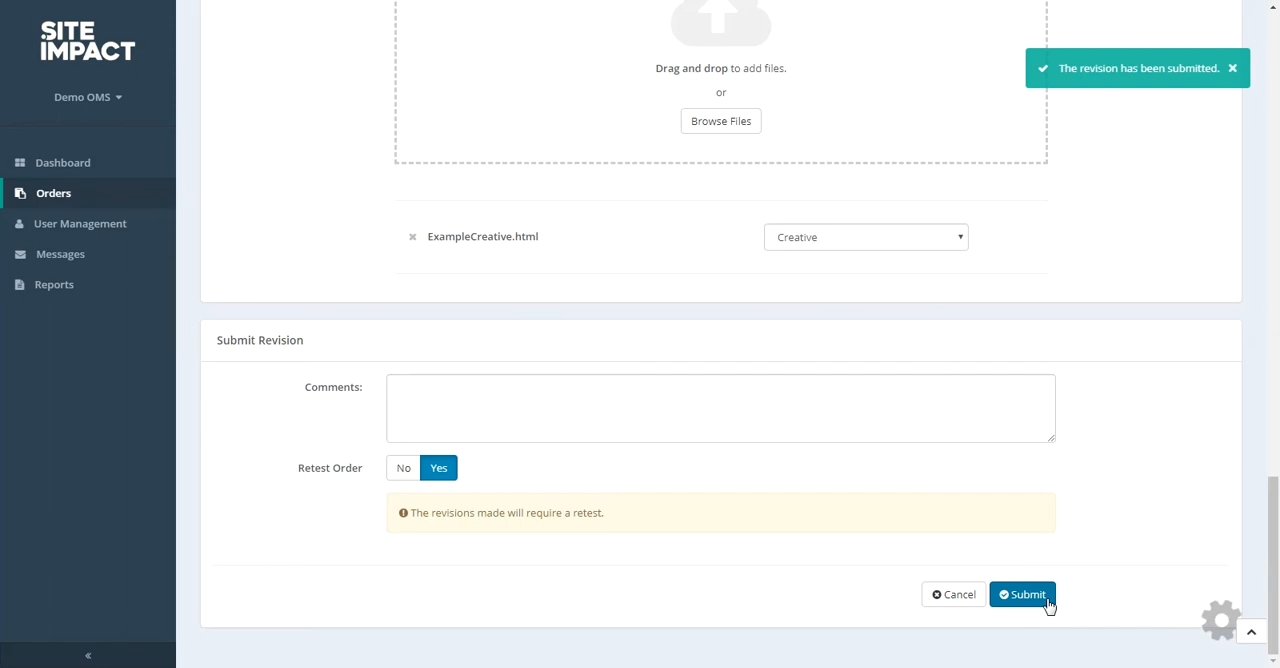 SITE
IMPACT
Demo OMS
Dashboard
Orders
User Management
Messages
Reports
«
The revision has been submitted.
Drag and drop to add files.
or
Browse Files
ExampleCreative.html
Creative
Submit Revision
Comments:
Retest Order
No
Yes
The revisions made will require a retest.
Cancel
Submit